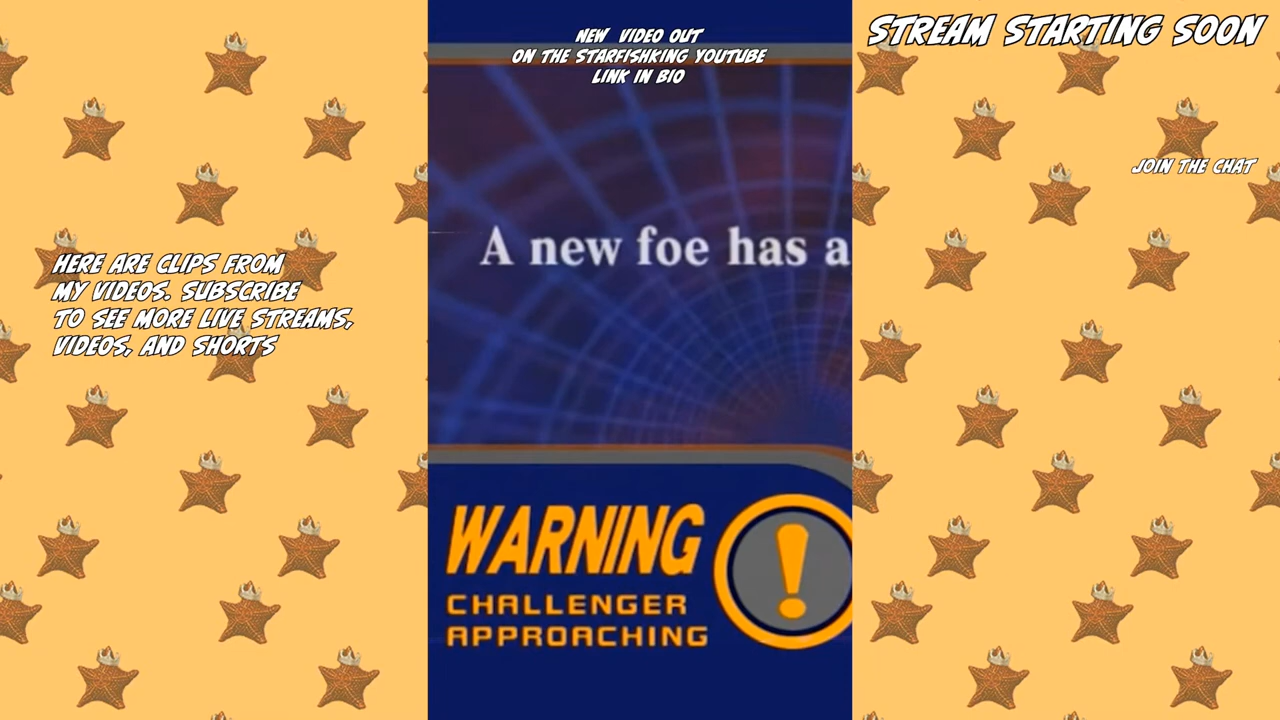 STREAM STARTING SOON
NEW VIDEO OUT
ON THE STARFISHKING YOUTUBE
LINK IN BIO
JOIN THE CHAT
A new foe has a
HERE ARE CLIPS FROM
MY VIDEOS. SUBSCRIBE
TO SEE MORE LIVE STREAMS,
VIDEOS, AND SHORTS
WARNING
CHALLENGER
APPROACHING